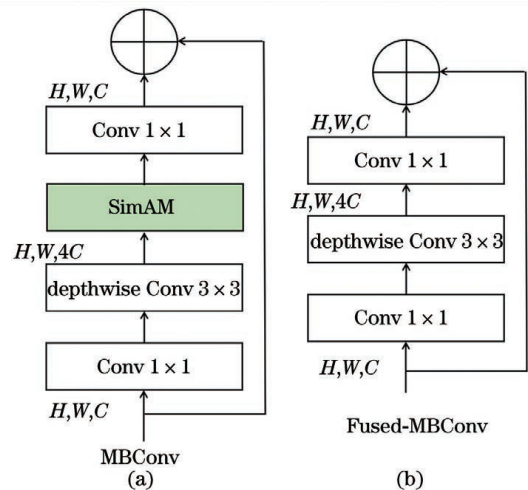 H,W,C
Conv 1 × 1
SimAM
H,W,4C
depthwise Conv 3 × 3
Conv 1 × 1
H,W,C
MBConv
(a)
H,W,C
Conv 1 × 1
H,W,4C
depthwise Conv 3 × 3
Conv 1 × 1
H,W,C
Fused-MBConv
(b)